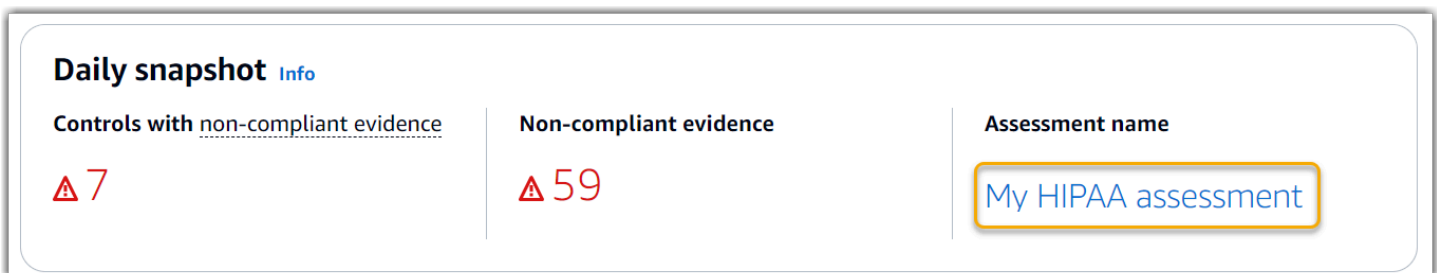 Daily snapshot Info
Controls with non-compliant evidence
7
Non-compliant evidence
59
Assessment name
My HIPAA assessment